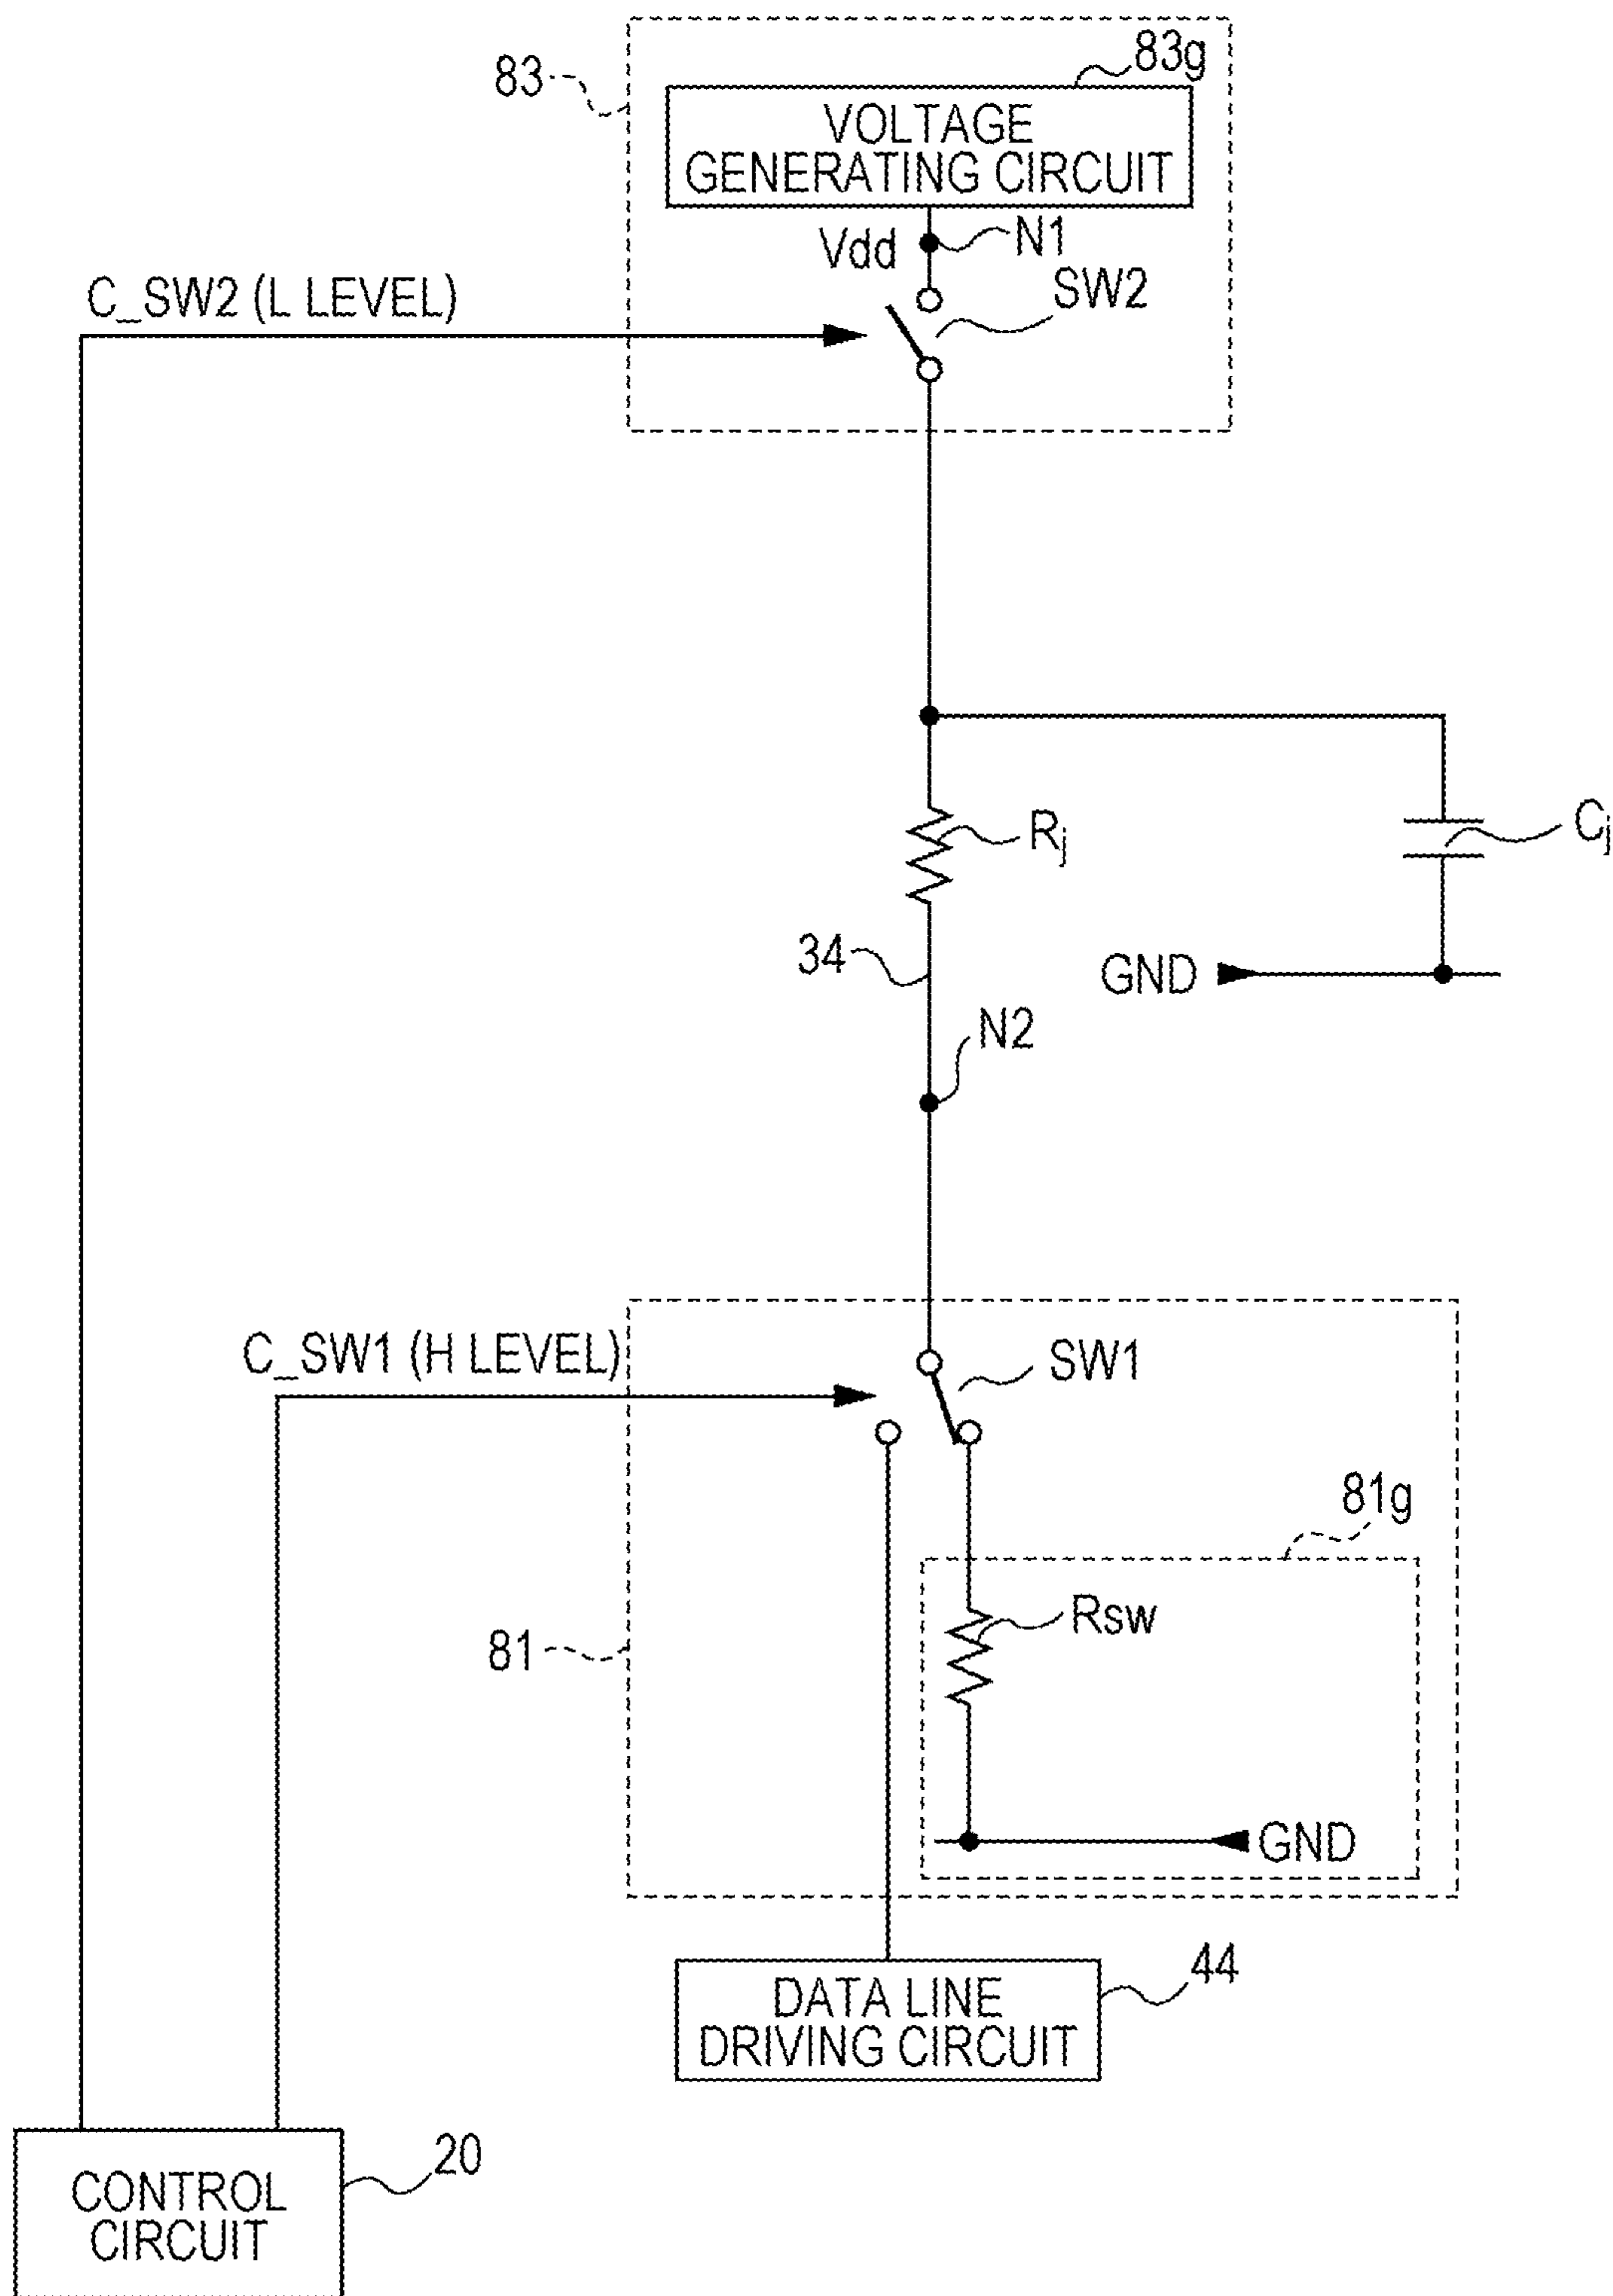 83
83g
VOLTAGE
GENERATING CIRCUIT
Vdd
N1
C_SW2 (L LEVEL)
SW2
Rj
Cj
34
GND
N2
C_SW1 (H LEVEL)
SW1
81g
Rsw
81
GND
44
DATA LINE
DRIVING CIRCUIT
20
CONTROL
CIRCUIT